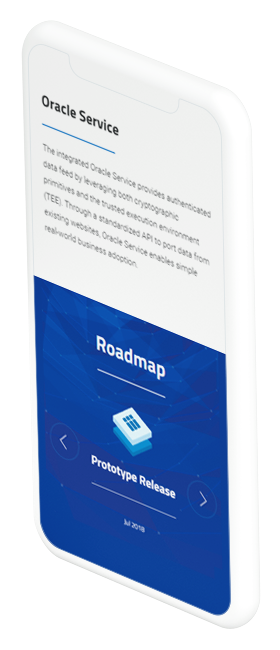 Oracle Service
The integrated Oracle Service provides authenticated
data feed by leveraging both cryptographic
primitives and the trusted execution environment
(TEE). Through a standardized API to port data from
existing websites, Oracle Service enables simple
real-world business adoption.
Roadmap
Prototype Release
Jul 2018